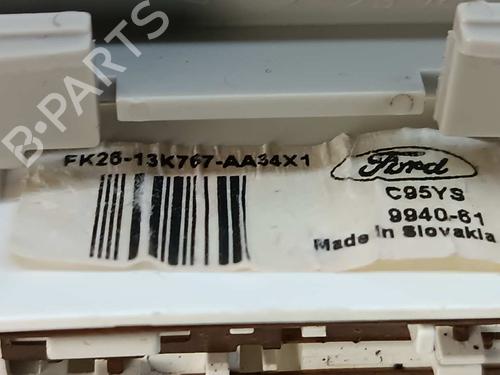 FK26-13K767-AA34X1
Ford
C95YS
9940-61
Made In Slovakia
B-PARTS